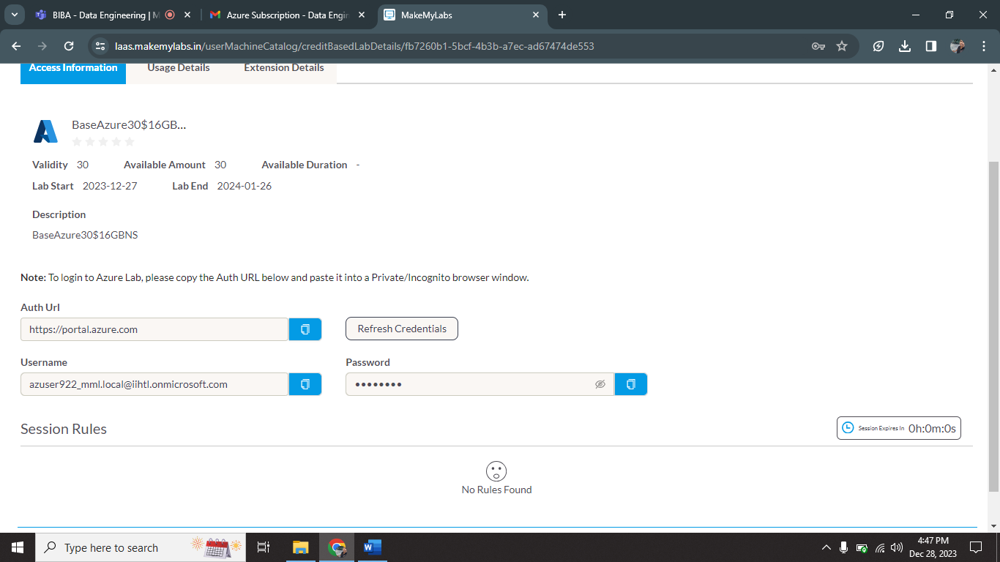 BIBA - Data Engineering | M
Azure Subscription - Data Engin
MakeMyLabs
laas.makemylabs.in/userMachineCatalog/creditBasedLabDetails/fb7260b1-5bcf-4b3b-a7ec-ad67474de553
Access Information Usage Details Extension Details
BaseAzure30$16GB...
Validity 30 Available Amount 30 Available Duration -
Lab Start 2023-12-27 Lab End 2024-01-26
Description
BaseAzure30$16GBNS
Note: To login to Azure Lab, please copy the Auth URL below and paste it into a Private/Incognito browser window.
Auth Url
https://portal.azure.com
Refresh Credentials
Username Password
azuser922_mml.local@iihtl.onmicrosoft.com ••••••••
Session Rules
Session Expires In 0h:0m:0s
No Rules Found
Type here to search
4:47 PM
Dec 28, 2023